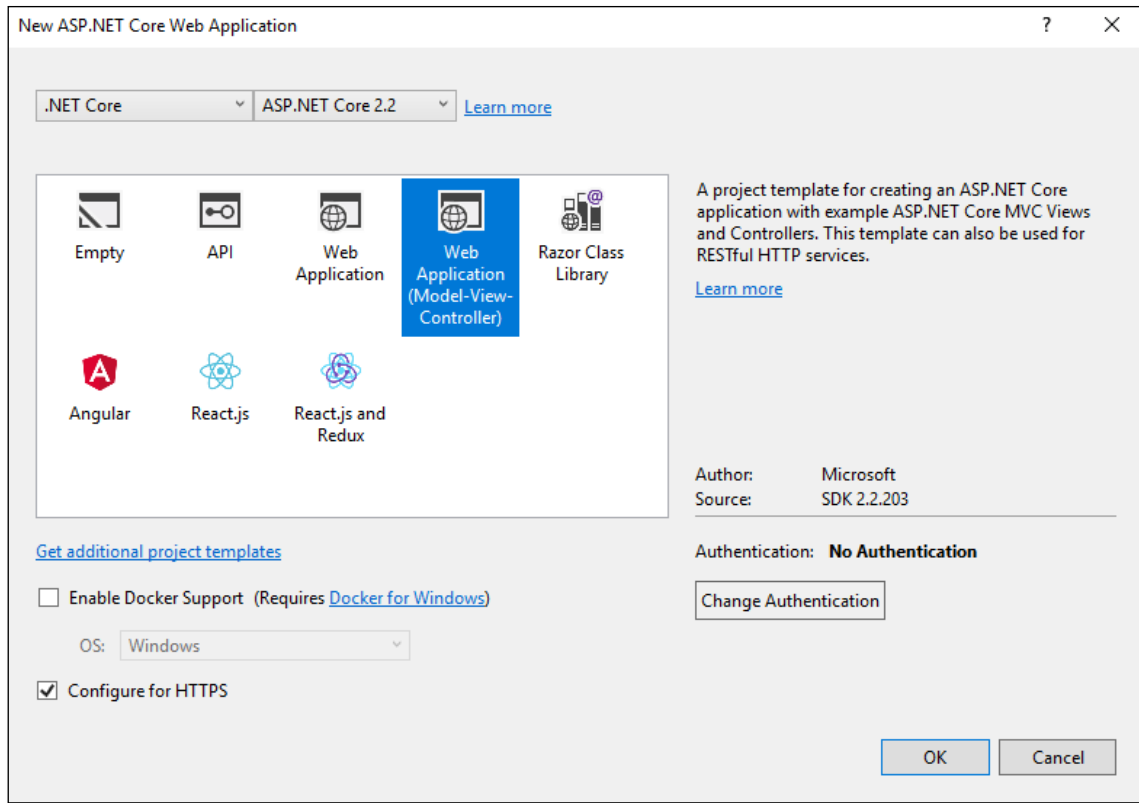 New ASP.NET Core Web Application
?
.NET Core
ASP.NET Core 2.2
Learn more
Empty
API
Web
Application
Web
Application
(Model-View-
Controller)
Razor Class
Library
Angular
React.js
React.js and
Redux
A project template for creating an ASP.NET Core
application with example ASP.NET Core MVC Views
and Controllers. This template can also be used for
RESTful HTTP services.
Learn more
Author: Microsoft
Source: SDK 2.2.203
Get additional project templates
Enable Docker Support (Requires Docker for Windows)
OS: Windows
Configure for HTTPS
Authentication: No Authentication
Change Authentication
OK
Cancel